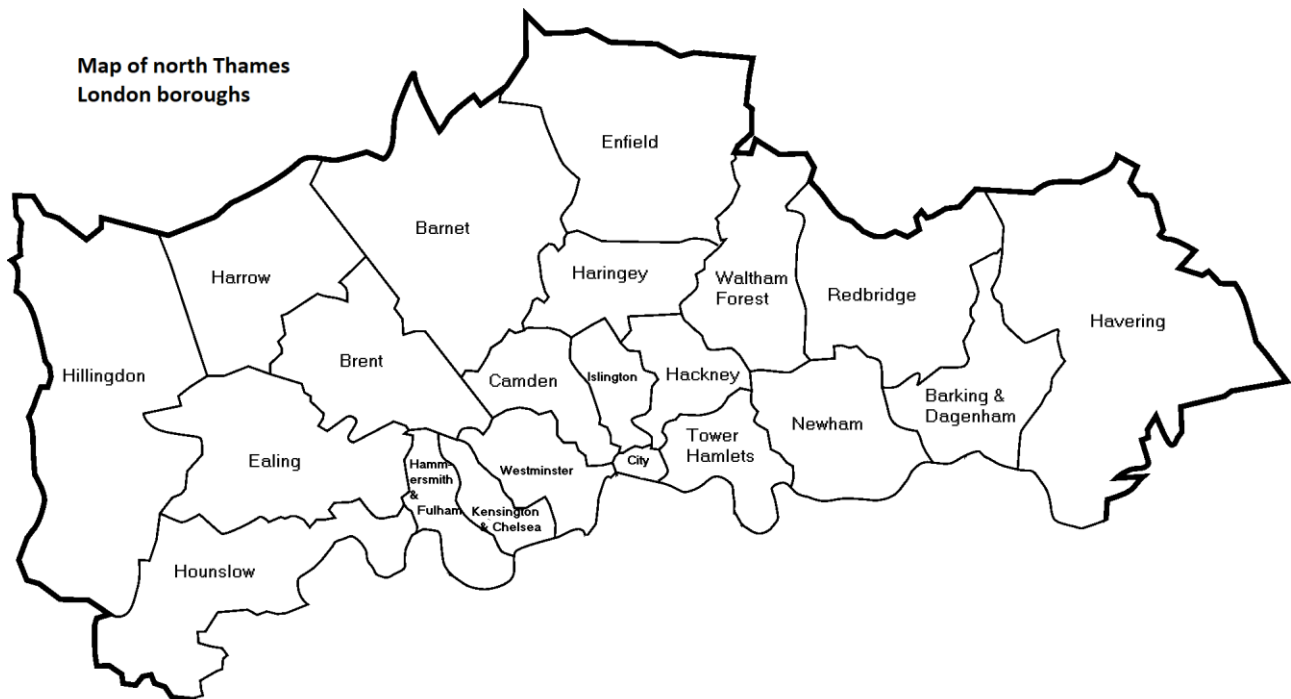 Map of north Thames
London boroughs
Enfield
Barnet
Harrow
Haringey
Waltham
Forest
Redbridge
Havering
Hillingdon
Brent
Camden
Islington
Hackney
Barking &
Dagenham
Newham
Ealing
Tower
Hamlets
City
Westminster
Hamm-
ersmith
&
Fulham
Kensington
& Chelsea
Hounslow